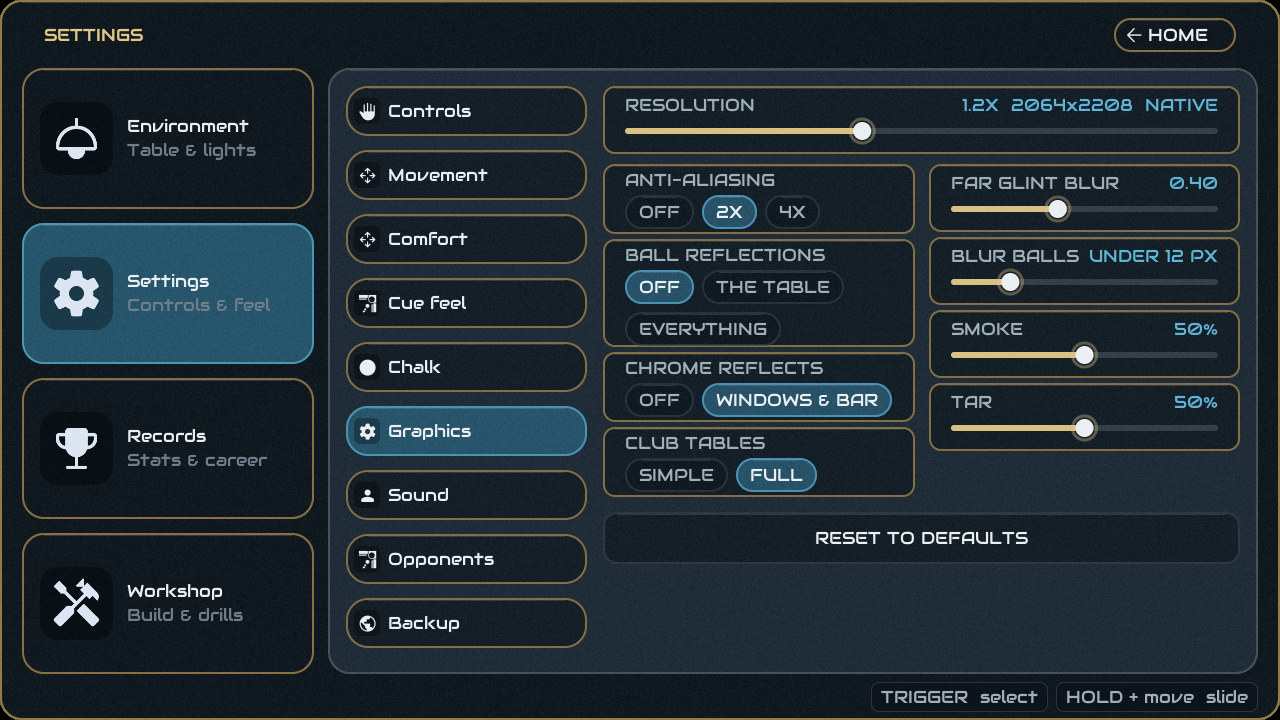 SETTINGS
← HOME
Environment
Table & lights
Settings
Controls & feel
Records
Stats & career
Workshop
Build & drills
Controls
Movement
Comfort
Cue feel
Chalk
Graphics
Sound
Opponents
Backup
RESOLUTION 1.2X 2064x2208 NATIVE
ANTI-ALIASING
OFF 2X 4X
BALL REFLECTIONS
OFF THE TABLE
EVERYTHING
CHROME REFLECTS
OFF WINDOWS & BAR
CLUB TABLES
SIMPLE FULL
FAR GLINT BLUR 0.40
BLUR BALLS UNDER 12 PX
SMOKE 50%
TAR 50%
RESET TO DEFAULTS
TRIGGER select HOLD + move slide